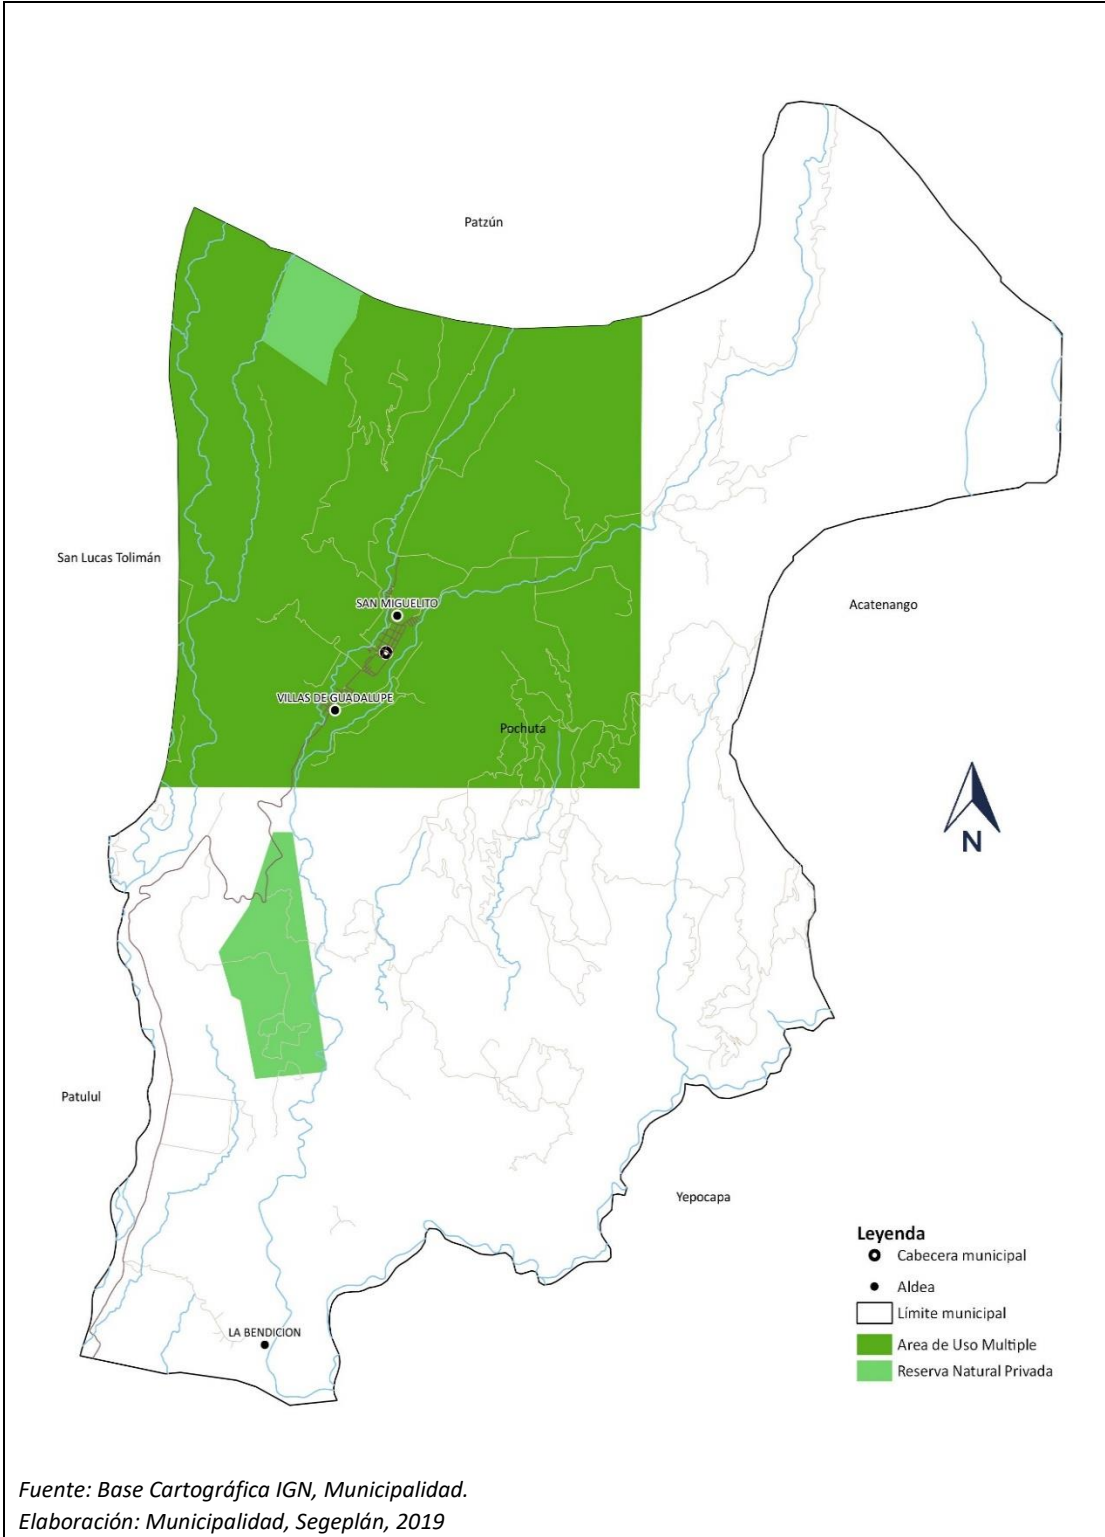 Patzún
San Lucas Tolimán
SAN MIGUELITO
Acatenango
VILLAS DE GUADALUPE
Pochuta
N
Patulul
Yepocapa
Leyenda
Cabecera municipal
Aldea
Límite municipal
Area de Uso Multiple
Reserva Natural Privada
LA BENDICION
Fuente: Base Cartográfica IGN, Municipalidad.
Elaboración: Municipalidad, Segeplán, 2019